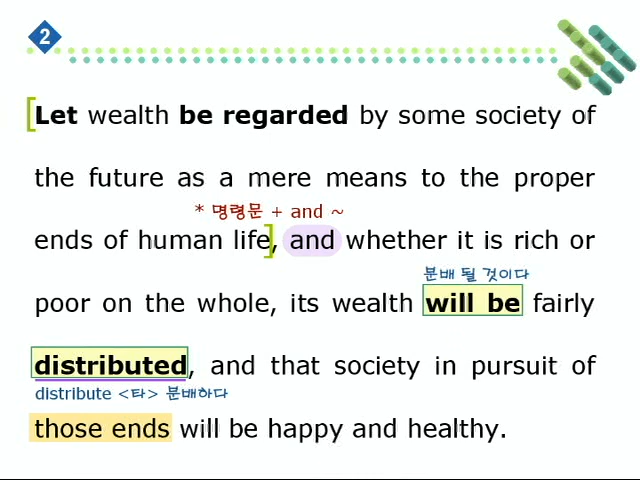 2
[Let wealth be regarded by some society of
the future as a mere means to the proper
* 명령문 + and ~
ends of human life], and whether it is rich or
분배 될 것이다
poor on the whole, its wealth will be fairly
distributed, and that society in pursuit of
distribute <타> 분배하다
those ends will be happy and healthy.